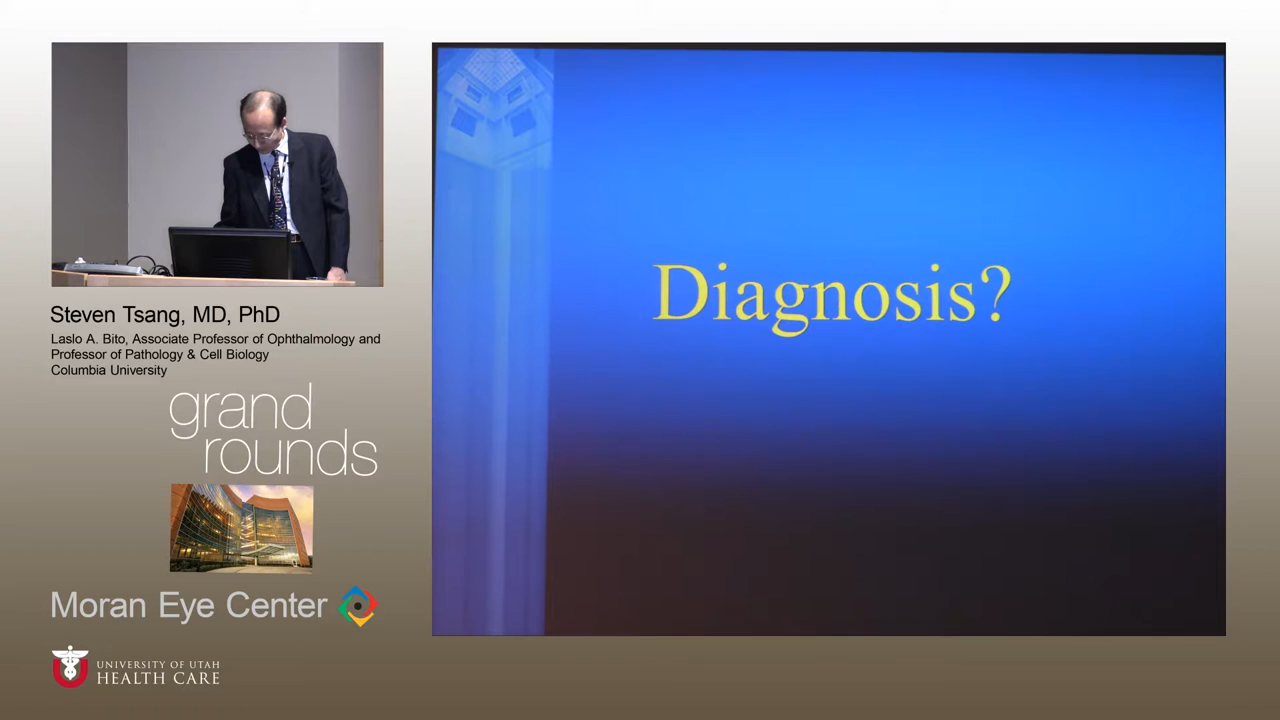 Steven Tsang, MD, PhD
Laslo A. Bito, Associate Professor of Ophthalmology and
Professor of Pathology & Cell Biology
Columbia University
grand
rounds
Moran Eye Center
UNIVERSITY OF UTAH
HEALTH CARE
Diagnosis?